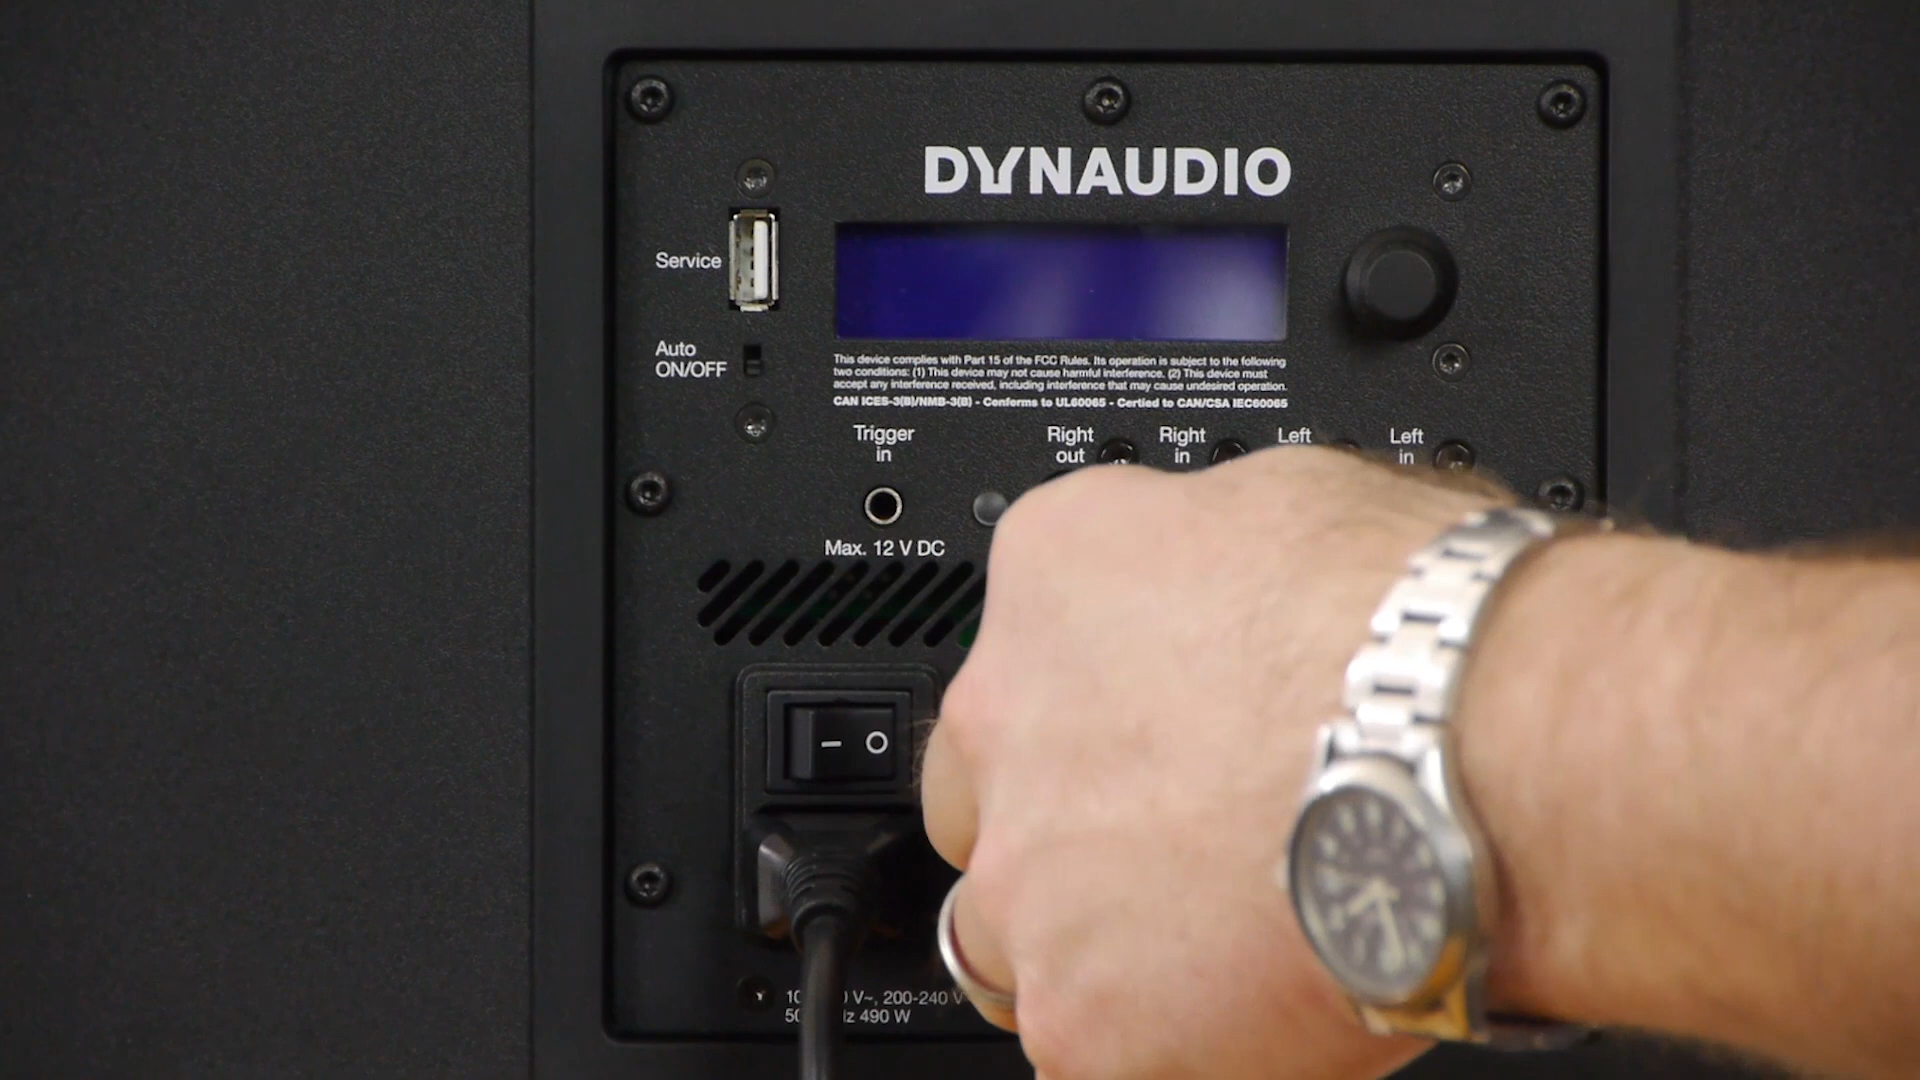 DYNAUDIO
Service
Auto
ON/OFF
This device complies with Part 15 of the FCC Rules. Its operation is subject to the following
two conditions: (1) This device may not cause harmful interference. (2) This device must
accept any interference received, including interference that may cause undesired operation.
CAN ICES-3(B)/NMB-3(B) - Conforms to UL60065 - Certied to CAN/CSA IEC60065
Trigger
in
Right
out
Right
in
Left
Left
in
Max. 12 V DC
V~, 200-240 V
490 W